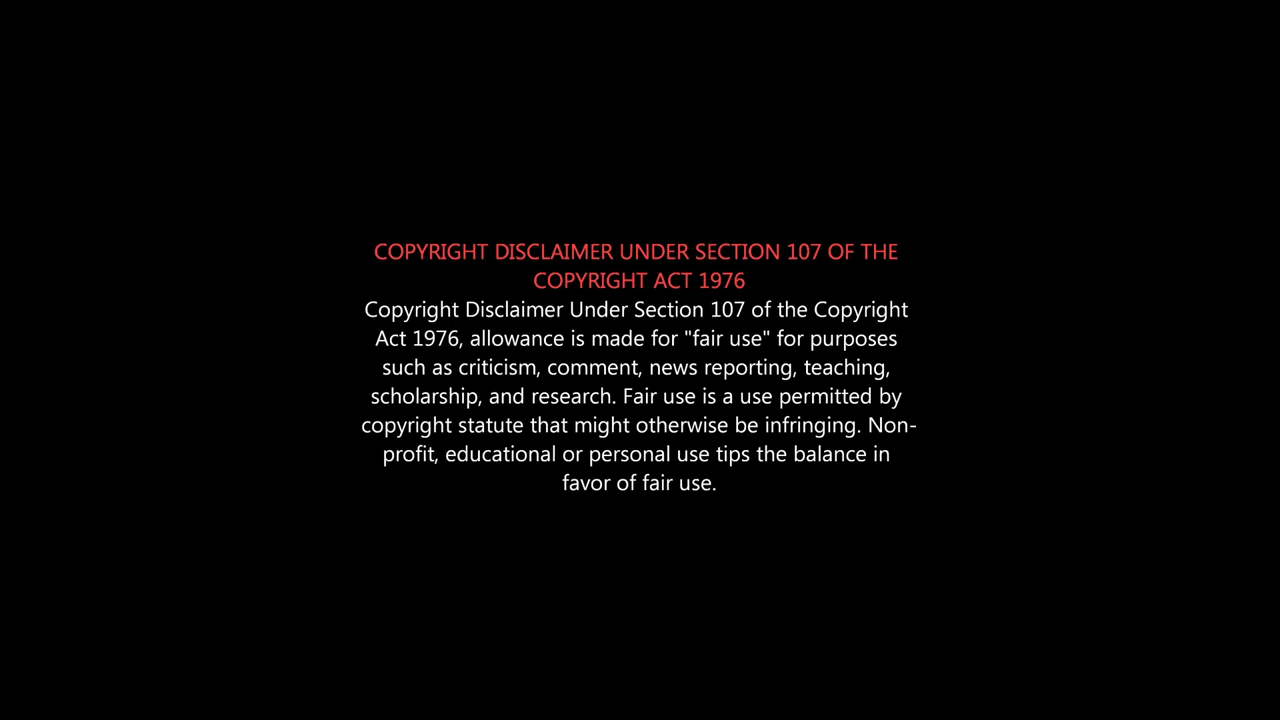 COPYRIGHT DISCLAIMER UNDER SECTION 107 OF THE
COPYRIGHT ACT 1976
Copyright Disclaimer Under Section 107 of the Copyright
Act 1976, allowance is made for "fair use" for purposes
such as criticism, comment, news reporting, teaching,
scholarship, and research. Fair use is a use permitted by
copyright statute that might otherwise be infringing. Non-
profit, educational or personal use tips the balance in
favor of fair use.